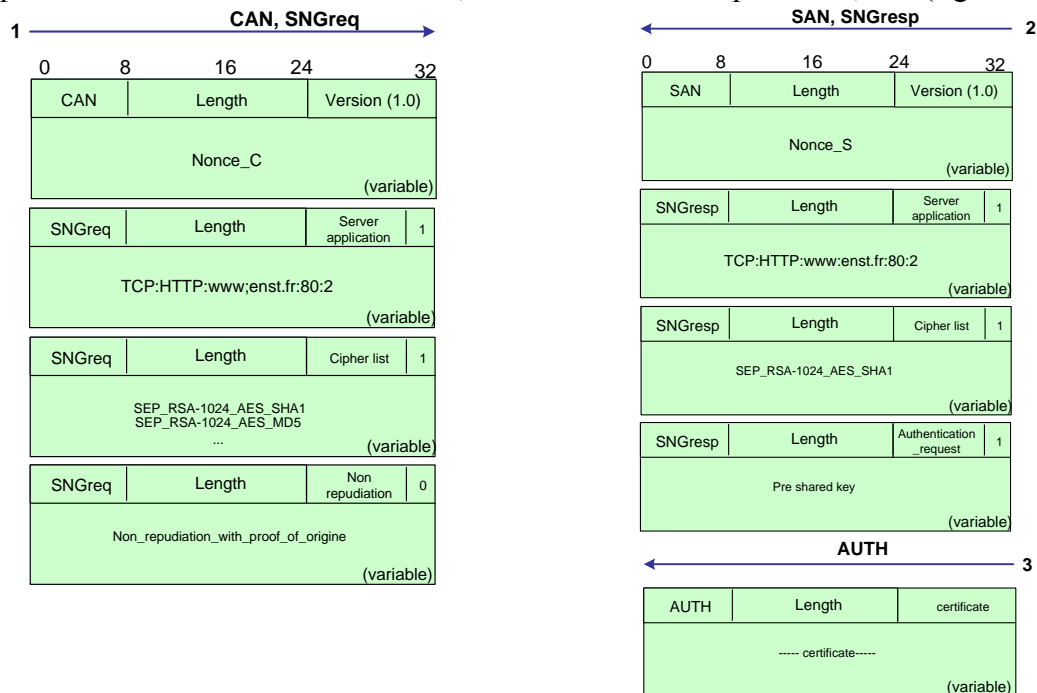 CAN, SNGreq
1
0 8 16 24 32
CAN Length Version (1.0)
Nonce_C
(variable)
SNGreq Length Server application 1
TCP:HTTP:www;enst.fr:80:2
(variable)
SNGreq Length Cipher list 1
SEP_RSA-1024_AES_SHA1
SEP_RSA-1024_AES_MD5
...
(variable)
SNGreq Length Non repudiation 0
Non_repudiation_with_proof_of_origine
(variable)
SAN, SNGresp
2
0 8 16 24 32
SAN Length Version (1.0)
Nonce_S
(variable)
SNGresp Length Server application 1
TCP:HTTP:www:enst.fr:80:2
(variable)
SNGresp Length Cipher list 1
SEP_RSA-1024_AES_SHA1
(variable)
SNGresp Length Authentication _request 1
Pre shared key
(variable)
AUTH
3
AUTH Length certificate
----- certificate-----
(variable)